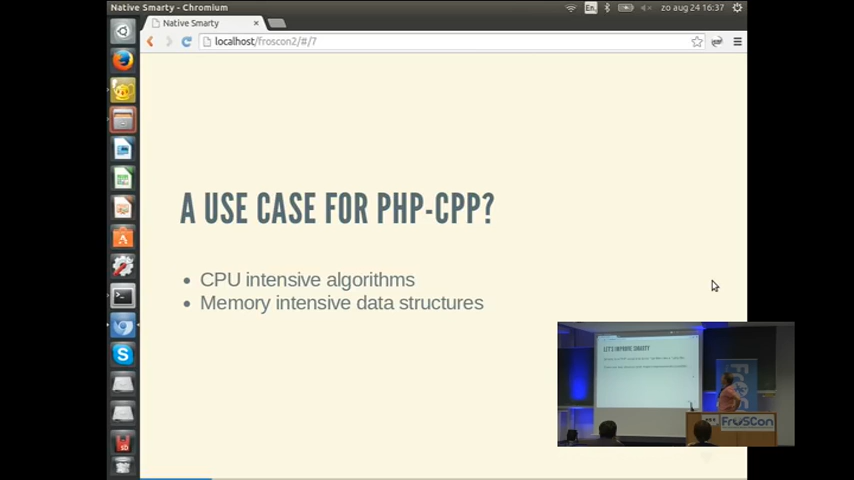 Native Smarty - Chromium
En
zo aug 24 16:37
Native Smarty
localhost/froscon2/#/7
A USE CASE FOR PHP-CPP?
CPU intensive algorithms
Memory intensive data structures
LET'S IMPROVE SMARTY
FrOSCon